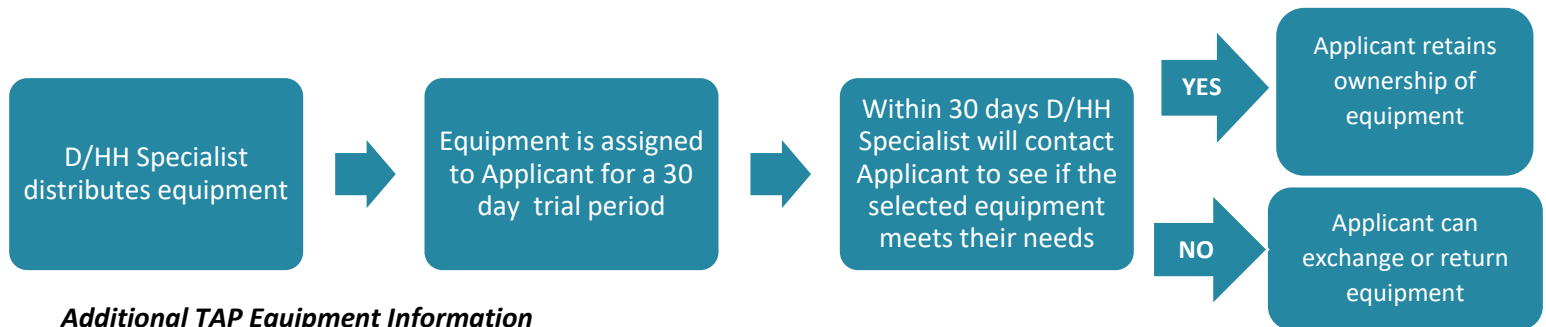 D/HH Specialist
distributes equipment
Equipment is assigned
to Applicant for a 30
day trial period
Within 30 days D/HH
Specialist will contact
Applicant to see if the
selected equipment
meets their needs
YES
Applicant retains
ownership of
equipment
NO
Applicant can
exchange or return
equipment
Additional TAP Equipment Information